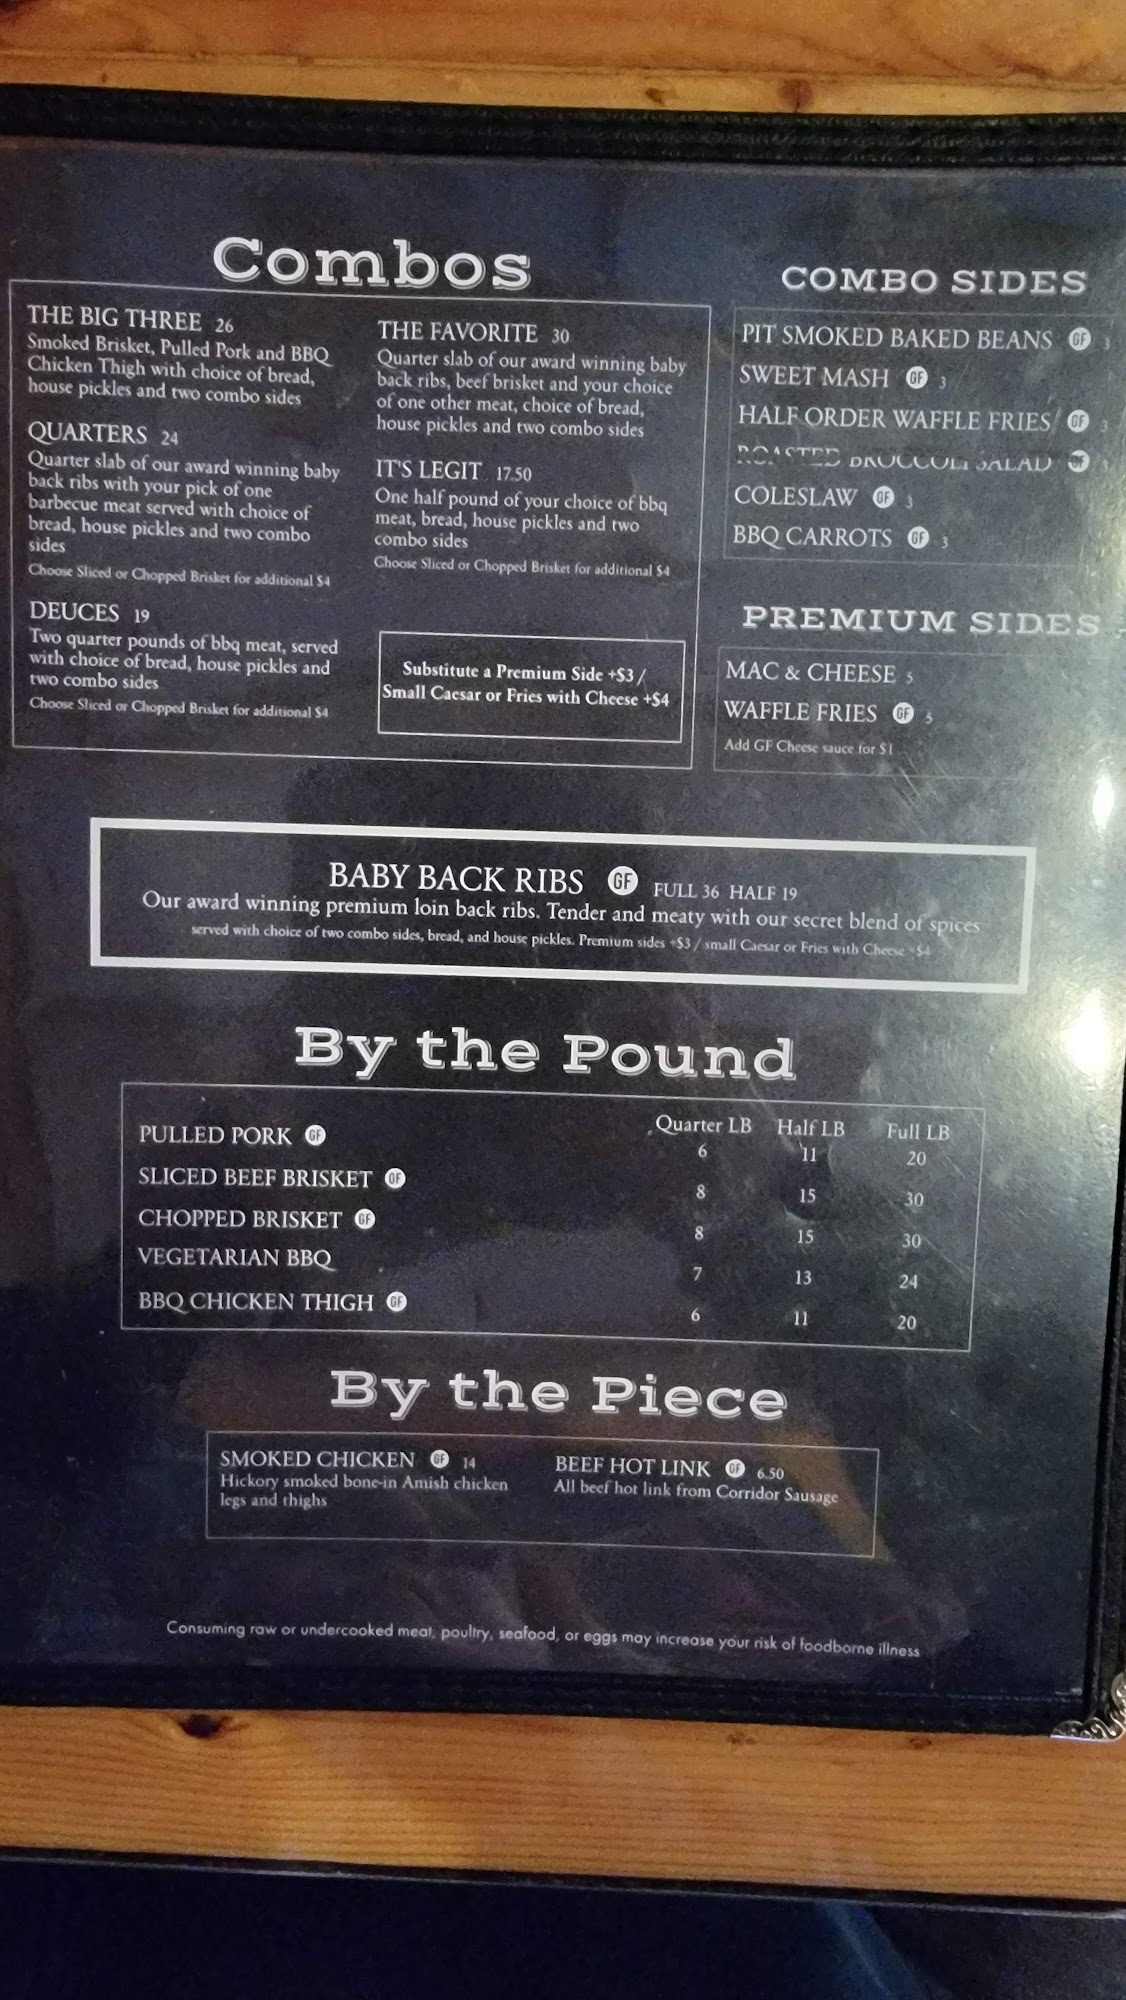 Combos
THE BIG THREE 26
Smoked Brisket, Pulled Pork and BBQ
Chicken Thigh with choice of bread,
house pickles and two combo sides
QUARTERS 24
Quarter slab of our award winning baby
back ribs with your pick of one
barbecue meat served with choice of
bread, house pickles and two combo
sides
Choose Sliced or Chopped Brisket for additional $4
DEUCES 19
Two quarter pounds of bbq meat, served
with choice of bread, house pickles and
two combo sides
Choose Sliced or Chopped Brisket for additional $4
THE FAVORITE 30
Quarter slab of our award winning baby
back ribs, beef brisket and your choice
of one other meat, choice of bread,
house pickles and two combo sides
IT'S LEGIT 17.50
One half pound of your choice of bbq
meat, bread, house pickles and two
combo sides
Choose Sliced or Chopped Brisket for additional $4
Substitute a Premium Side +$3 /
Small Caesar or Fries with Cheese +$4
COMBO SIDES
PIT SMOKED BAKED BEANS GF 3
SWEET MASH GF 3
HALF ORDER WAFFLE FRIES GF 3
ROASTED BROCCOLI SALAD GF 3
COLESLAW GF 3
BBQ CARROTS GF 3
PREMIUM SIDES
MAC & CHEESE 5
WAFFLE FRIES GF 5
Add GF Cheese sauce for $1
BABY BACK RIBS GF FULL 36 HALF 19
Our award winning premium loin back ribs. Tender and meaty with our secret blend of spices
served with choice of two combo sides, bread, and house pickles. Premium sides +$3 / small Caesar or Fries with Cheese +$4
By the Pound
Quarter LB Half LB Full LB
PULLED PORK GF 6 11 20
SLICED BEEF BRISKET GF 8 15 30
CHOPPED BRISKET GF 8 15 30
VEGETARIAN BBQ 7 13 24
BBQ CHICKEN THIGH GF 6 11 20
By the Piece
SMOKED CHICKEN GF 14
Hickory smoked bone-in Amish chicken
legs and thighs
BEEF HOT LINK GF 6.50
All beef hot link from Corridor Sausage
Consuming raw or undercooked meat, poultry, seafood, or eggs may increase your risk of foodborne illness